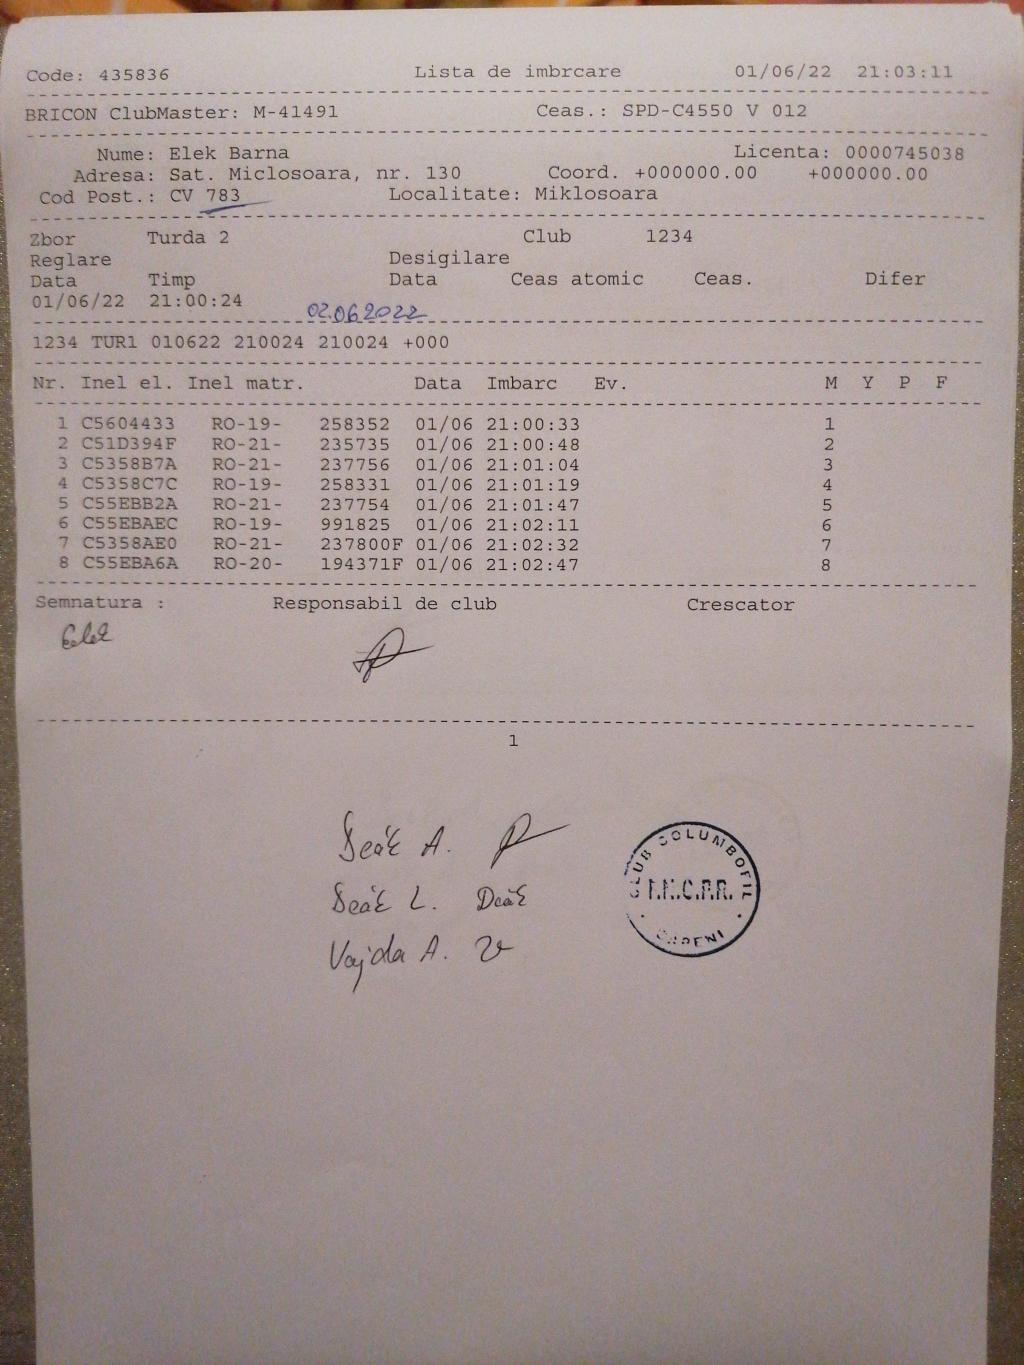 Code: 435836 Lista de imbrcare 01/06/22 21:03:11
BRICON ClubMaster: M-41491 Ceas.: SPD-C4550 V 012
Nume: Elek Barna Licenta: 0000745038
Adresa: Sat. Miclosoara, nr. 130 Coord. +000000.00 +000000.00
Cod Post.: CV 783 Localitate: Miklosoara
Zbor Turda 2 Club 1234
Reglare Desigilare
Data Timp Data Ceas atomic Ceas. Difer
01/06/22 21:00:24
02.06.2022
1234 TUR1 010622 210024 210024 +000
Nr. Inel el. Inel matr. Data Imbarc Ev. M Y P F
1 C5604433 RO-19- 258352 01/06 21:00:33 1
2 C51D394F RO-21- 235735 01/06 21:00:48 2
3 C5358B7A RO-21- 237756 01/06 21:01:04 3
4 C5358C7C RO-19- 258331 01/06 21:01:19 4
5 C55EBB2A RO-21- 237754 01/06 21:01:47 5
6 C55EBAEC RO-19- 991825 01/06 21:02:11 6
7 C5358AE0 RO-21- 237800F 01/06 21:02:32 7
8 C55EBA6A RO-20- 194371F 01/06 21:02:47 8
Semnatura : Responsabil de club Crescator
Elek
1
Deák A.
Deák L. Deák
Vajda A.
CLUB COLUMBOFIL